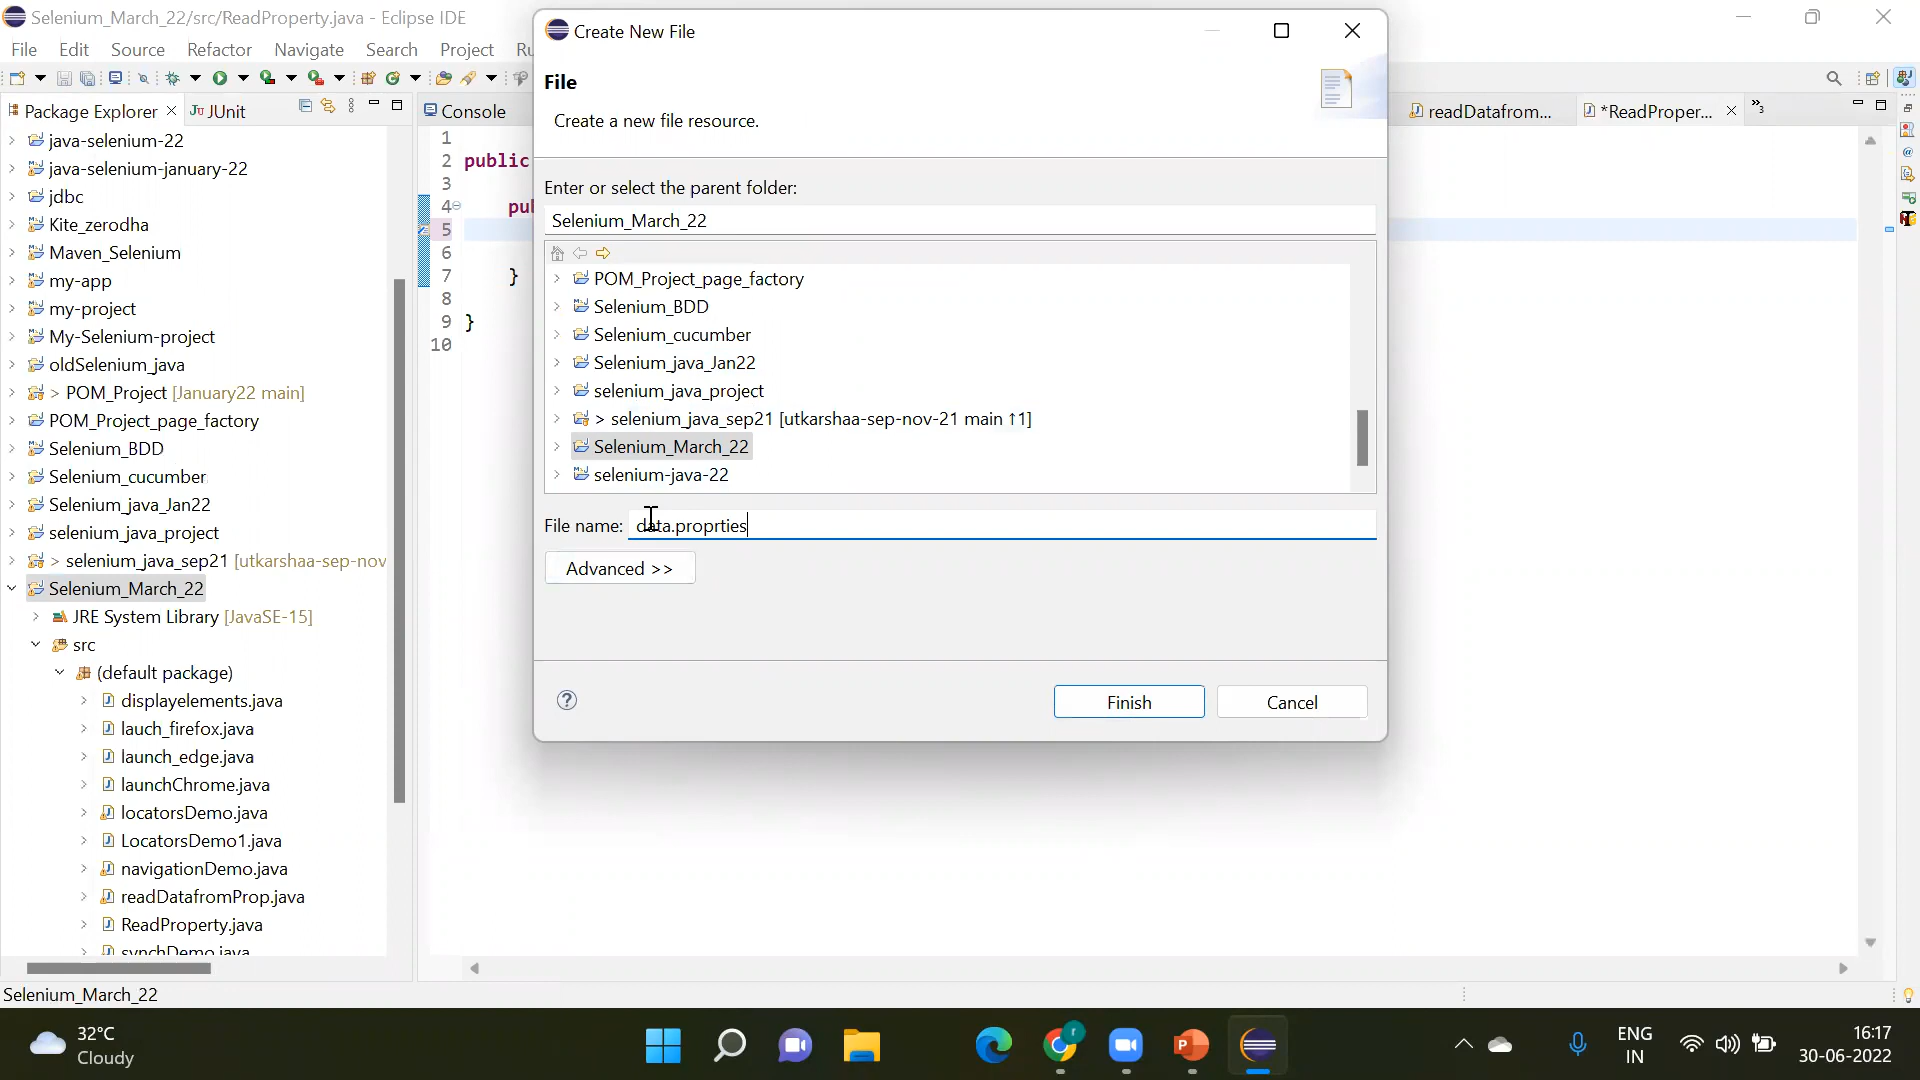 Selenium_March_22/src/ReadProperty.java - Eclipse IDE
File Edit Source Refactor Navigate Search Project Ru
Package Explorer JUnit
java-selenium-22
java-selenium-january-22
jdbc
Kite_zerodha
Maven_Selenium
my-app
my-project
My-Selenium-project
oldSelenium_java
> POM_Project [January22 main]
POM_Project_page_factory
Selenium_BDD
Selenium_cucumber
Selenium_java_Jan22
selenium_java_project
> selenium_java_sep21 [utkarshaa-sep-nov
Selenium_March_22
JRE System Library [JavaSE-15]
src
(default package)
displayelements.java
lauch_firefox.java
launch_edge.java
launchChrome.java
locatorsDemo.java
LocatorsDemo1.java
navigationDemo.java
readDatafromProp.java
ReadProperty.java
synchDemo.java
Console
readDatafrom...
*ReadProper...
3
1
2 public
3
4 pul
5
6
7 }
8
9 }
10
Create New File
File
Create a new file resource.
Enter or select the parent folder:
Selenium_March_22
POM_Project_page_factory
Selenium_BDD
Selenium_cucumber
Selenium_java_Jan22
selenium_java_project
> selenium_java_sep21 [utkarshaa-sep-nov-21 main ↑1]
Selenium_March_22
selenium-java-22
File name: data.proprties
Advanced >>
Finish Cancel
Selenium_March_22
32°C
Cloudy
ENG
IN
16:17
30-06-2022